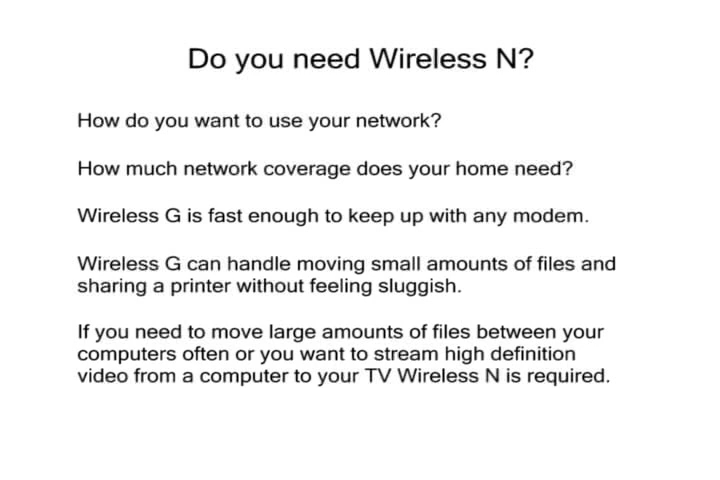 Do you need Wireless N?
How do you want to use your network?
How much network coverage does your home need?
Wireless G is fast enough to keep up with any modem.
Wireless G can handle moving small amounts of files and
sharing a printer without feeling sluggish.
If you need to move large amounts of files between your
computers often or you want to stream high definition
video from a computer to your TV Wireless N is required.